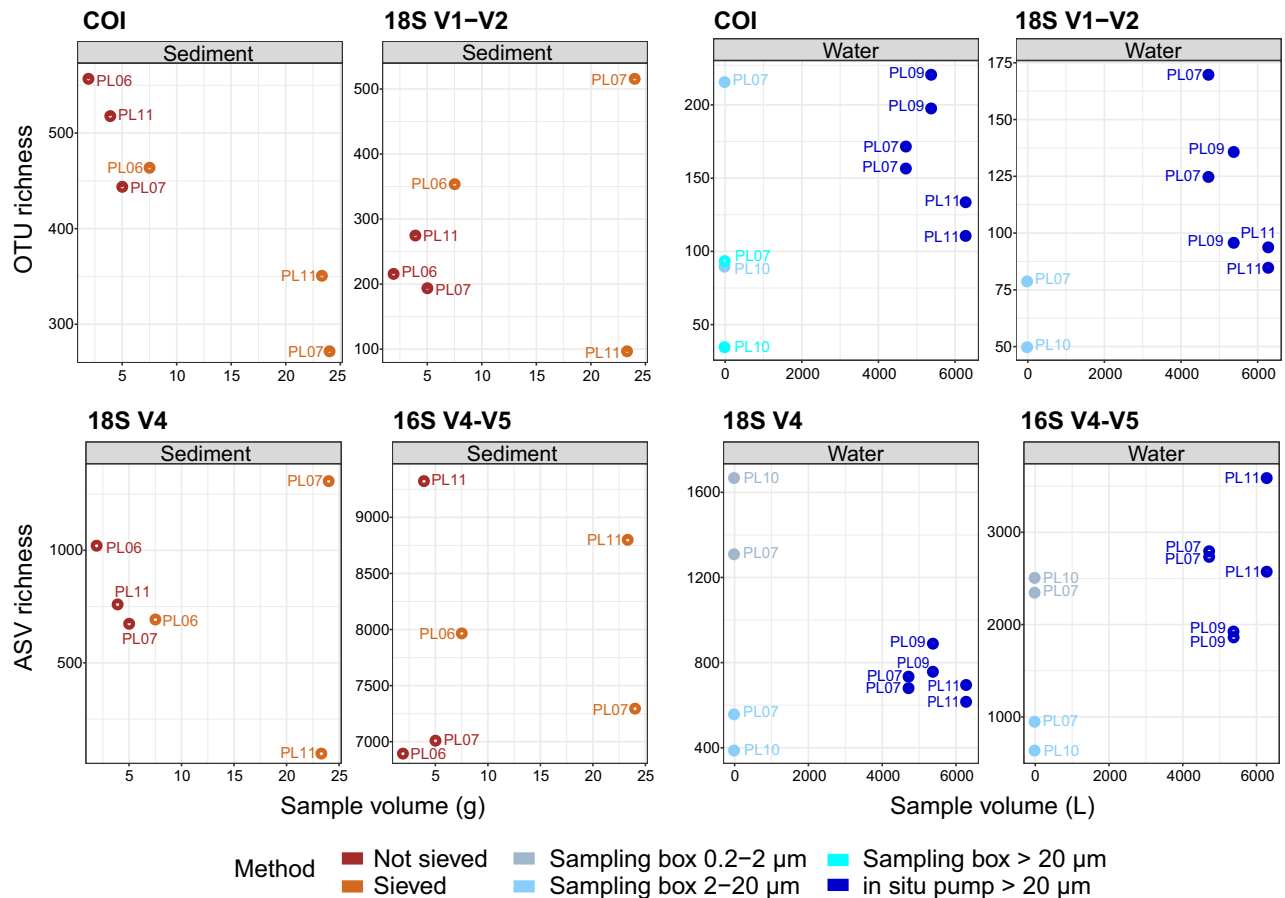 COI
18S V1−V2
COI
18S V1−V2
Sediment
Sediment
Water
Water
OTU richness
500
400
300
PL06
PL11
PL06
PL07
PL11
PL07
5
10
15
20
25
500
400
300
200
100
PL07
PL06
PL11
PL06
PL07
PL11
5
10
15
20
25
200
150
100
50
PL07
PL09
PL09
PL07
PL07
PL11
PL11
PL07
PL10
PL10
0
2000
4000
6000
175
150
125
100
75
50
PL07
PL09
PL07
PL09
PL11
PL11
PL07
PL10
0
2000
4000
6000
18S V4
16S V4-V5
18S V4
16S V4-V5
Sediment
Sediment
Water
Water
ASV richness
1000
500
PL07
PL06
PL11
PL07
PL06
PL11
5
10
15
20
25
9000
8500
8000
7500
7000
PL11
PL11
PL06
PL07
PL07
PL06
5
10
15
20
25
1600
1200
800
400
PL10
PL07
PL09
PL09
PL07
PL07
PL11
PL11
PL07
PL10
0
2000
4000
6000
3000
2000
1000
PL11
PL07
PL07
PL11
PL10
PL07
PL09
PL09
PL07
PL10
0
2000
4000
6000
Sample volume (g)
Sample volume (L)
Method
Not sieved
Sampling box 0.2−2 µm
Sampling box > 20 µm
Sieved
Sampling box 2−20 µm
in situ pump > 20 µm